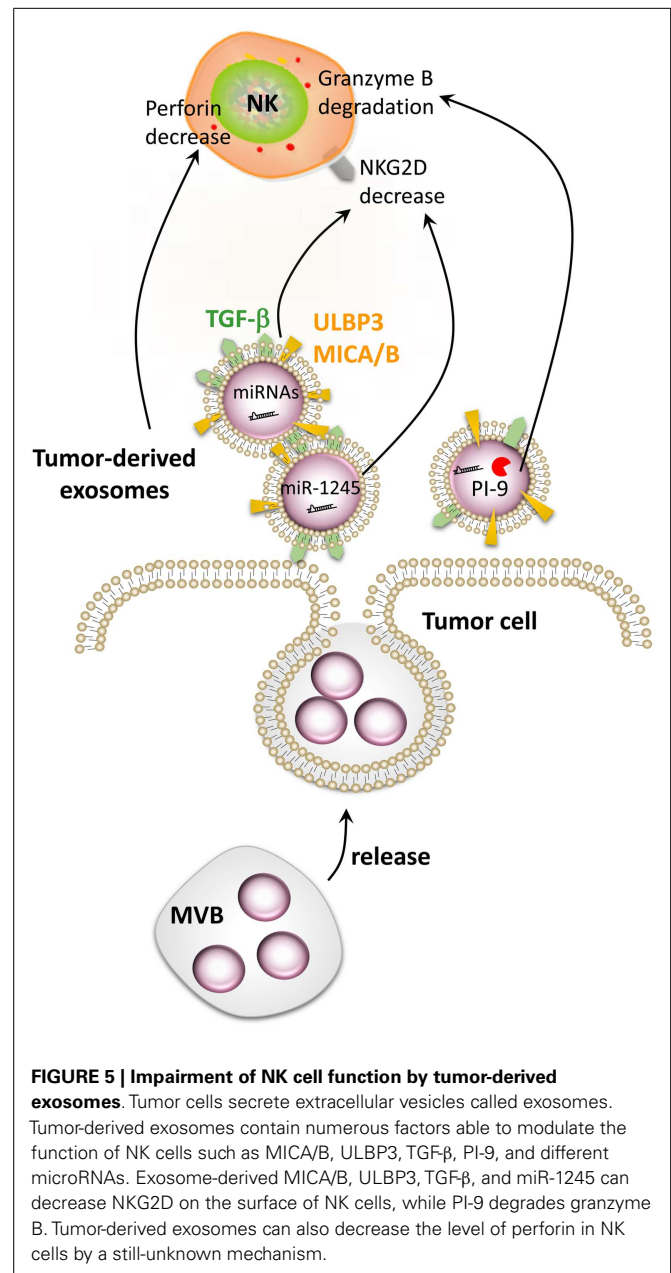 Granzyme B
degradation
NK
Perforin
decrease
NKG2D
decrease
TGF-β
ULBP3
MICA/B
miRNAs
Tumor-derived
exosomes
miR-1245
PI-9
Tumor cell
release
MVB
FIGURE 5 | Impairment of NK cell function by tumor-derived
exosomes. Tumor cells secrete extracellular vesicles called exosomes.
Tumor-derived exosomes contain numerous factors able to modulate the
function of NK cells such as MICA/B, ULBP3, TGF-β, PI-9, and different
microRNAs. Exosome-derived MICA/B, ULBP3, TGF-β, and miR-1245 can
decrease NKG2D on the surface of NK cells, while PI-9 degrades granzyme
B. Tumor-derived exosomes can also decrease the level of perforin in NK
cells by a still-unknown mechanism.